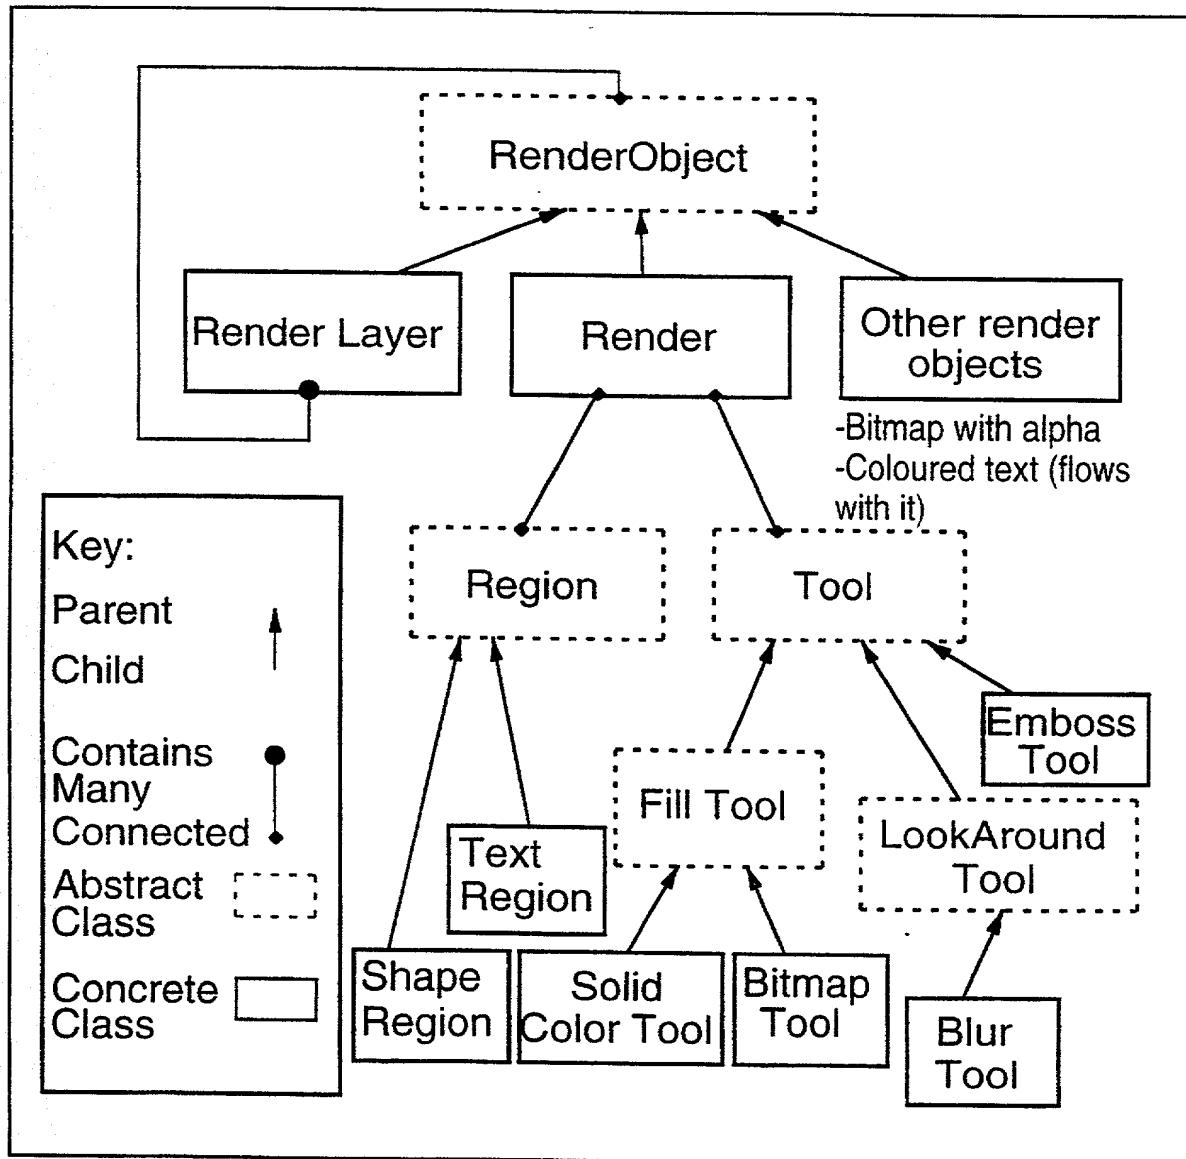 RenderObject
Render Layer
Render
Other render
objects
-Bitmap with alpha
-Coloured text (flows
with it)
Key:
Parent
Child
Contains
Many
Connected
Abstract
Class
Concrete
Class
Region
Tool
Emboss
Tool
Fill Tool
LookAround
Tool
Text
Region
Shape
Region
Solid
Color Tool
Bitmap
Tool
Blur
Tool